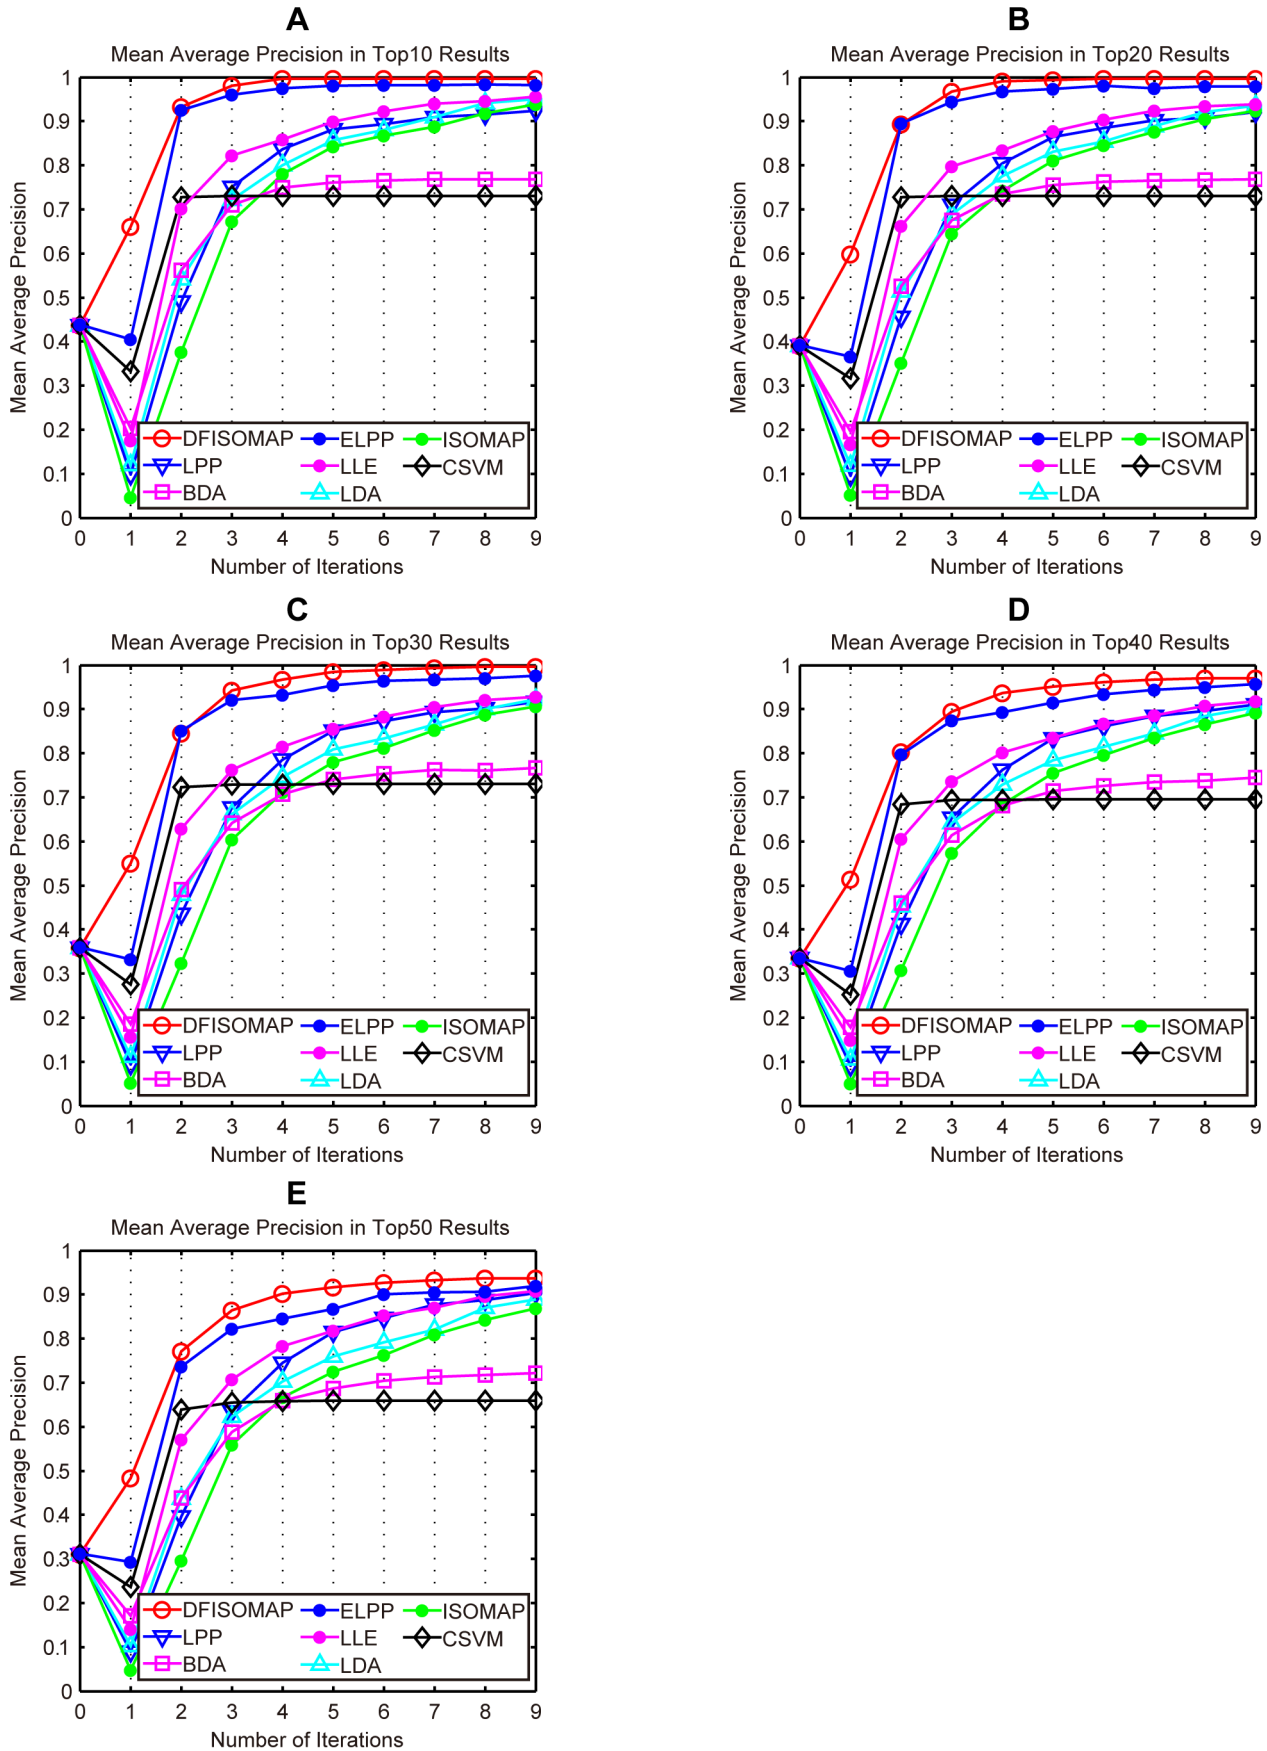 A
Mean Average Precision in Top10 Results
Mean Average Precision
1
0.9
0.8
0.7
0.6
0.5
0.4
0.3
0.2
0.1
0
DFISOMAP ELPP ISOMAP
LPP LLE CSVM
BDA LDA
0 1 2 3 4 5 6 7 8 9
Number of Iterations
B
Mean Average Precision in Top20 Results
Mean Average Precision
1
0.9
0.8
0.7
0.6
0.5
0.4
0.3
0.2
0.1
0
DFISOMAP ELPP ISOMAP
LPP LLE CSVM
BDA LDA
0 1 2 3 4 5 6 7 8 9
Number of Iterations
C
Mean Average Precision in Top30 Results
Mean Average Precision
1
0.9
0.8
0.7
0.6
0.5
0.4
0.3
0.2
0.1
0
DFISOMAP ELPP ISOMAP
LPP LLE CSVM
BDA LDA
0 1 2 3 4 5 6 7 8 9
Number of Iterations
D
Mean Average Precision in Top40 Results
Mean Average Precision
1
0.9
0.8
0.7
0.6
0.5
0.4
0.3
0.2
0.1
0
DFISOMAP ELPP ISOMAP
LPP LLE CSVM
BDA LDA
0 1 2 3 4 5 6 7 8 9
Number of Iterations
E
Mean Average Precision in Top50 Results
Mean Average Precision
1
0.9
0.8
0.7
0.6
0.5
0.4
0.3
0.2
0.1
0
DFISOMAP ELPP ISOMAP
LPP LLE CSVM
BDA LDA
0 1 2 3 4 5 6 7 8 9
Number of Iterations